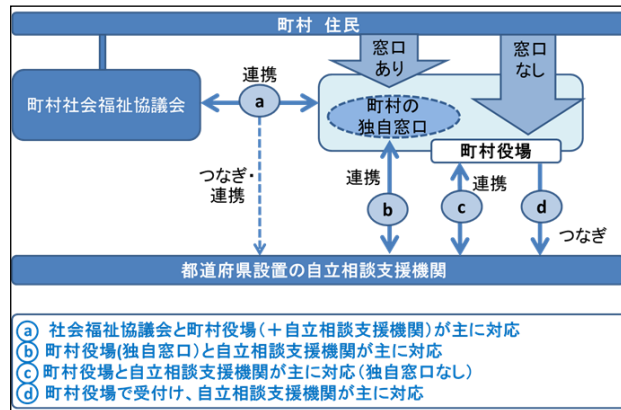 町村 住民
窓口
あり
窓口
なし
町村社会福祉協議会
連携
a
町村の
独自窓口
町村役場
つなぎ・
連携
連携
b
連携
c
d
つなぎ
都道府県設置の自立相談支援機関
a 社会福祉協議会と町村役場(＋自立相談支援機関)が主に対応
b 町村役場(独自窓口)と自立相談支援機関が主に対応
c 町村役場と自立相談支援機関が主に対応(独自窓口なし)
d 町村役場で受付け、自立相談支援機関が主に対応